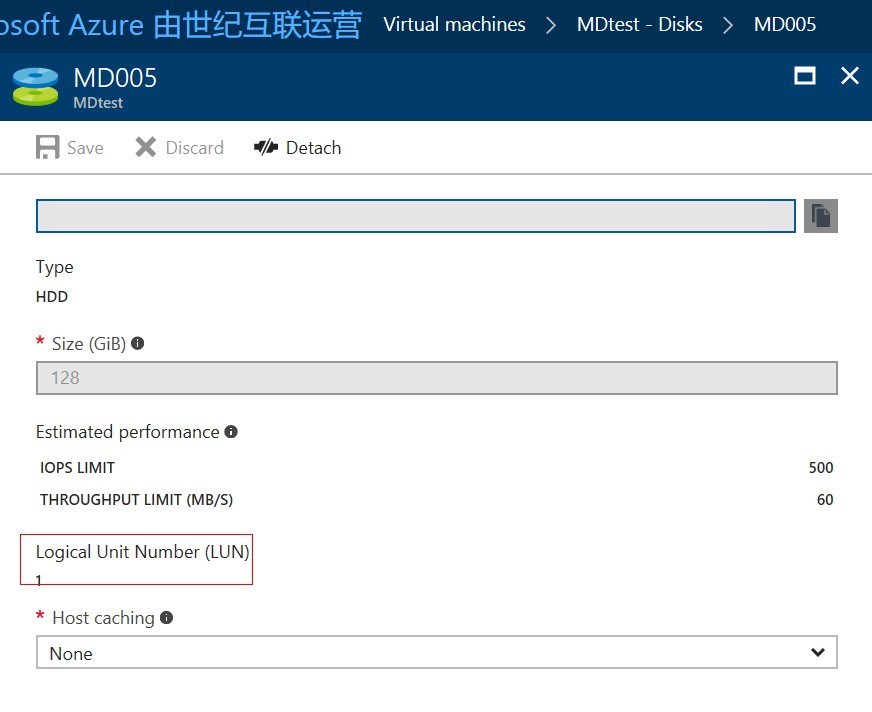 osoft Azure 由世纪互联运营 Virtual machines > MDtest - Disks > MD005
MD005
MDtest
Save Discard Detach
Type
HDD
* Size (GiB)
128
Estimated performance
IOPS LIMIT 500
THROUGHPUT LIMIT (MB/S) 60
Logical Unit Number (LUN)
1
* Host caching
None